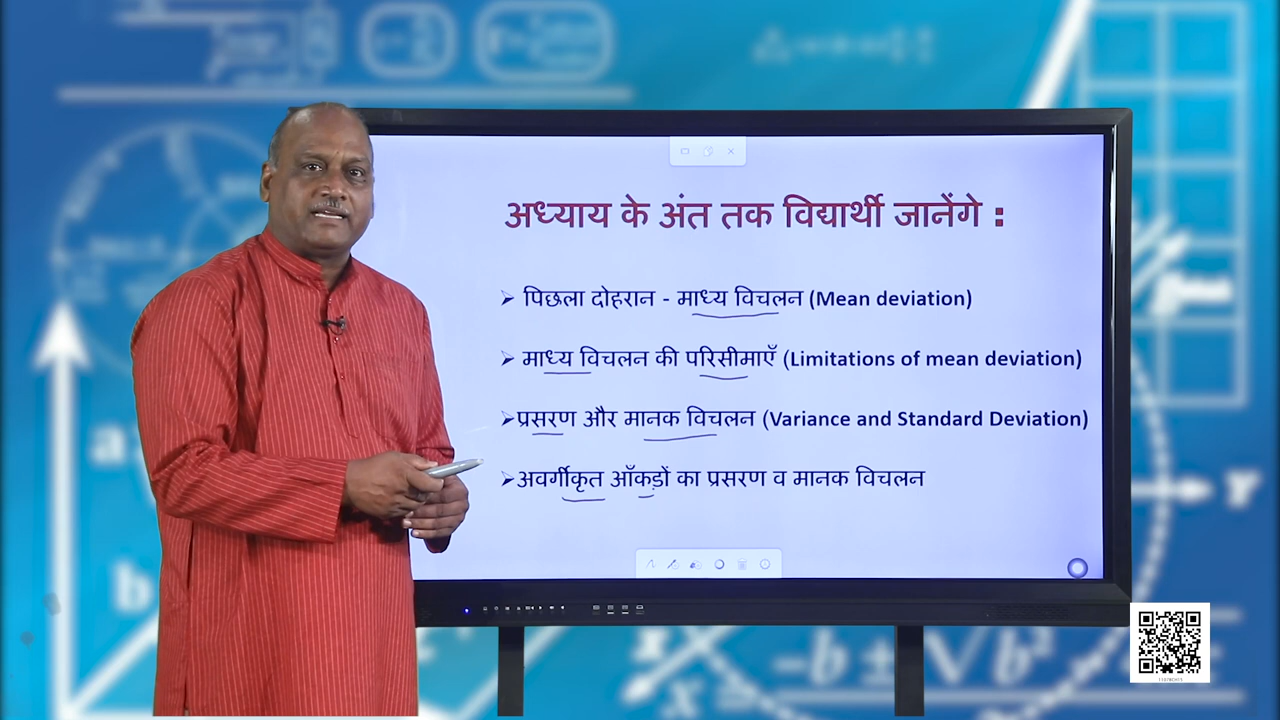 अध्याय के अंत तक विद्यार्थी जानेंगे :
➢ पिछला दोहरान - माध्य विचलन (Mean deviation)
➢ माध्य विचलन की परिसीमाएँ (Limitations of mean deviation)
➢प्रसरण और मानक विचलन (Variance and Standard Deviation)
➢अवर्गीकृत आँकड़ों का प्रसरण व मानक विचलन
a
b
Y
x
X
-b ± √b²